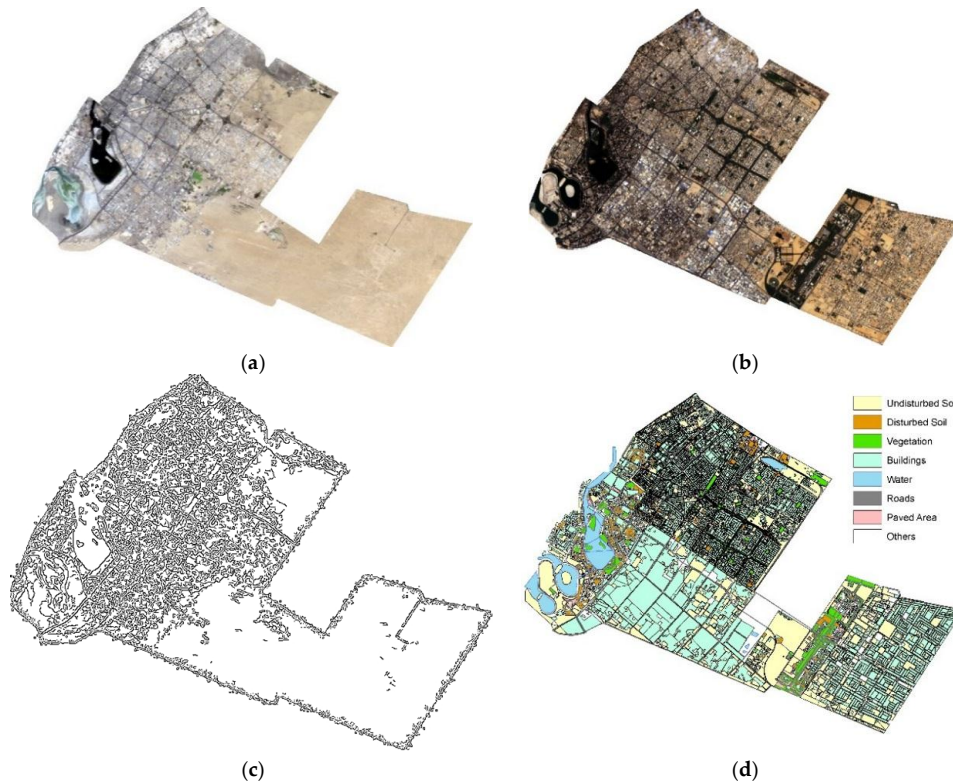 (a)
(b)
Undisturbed So
Disturbed Soil
Vegetation
Buildings
Water
Roads
Paved Area
Others
(c)
(d)